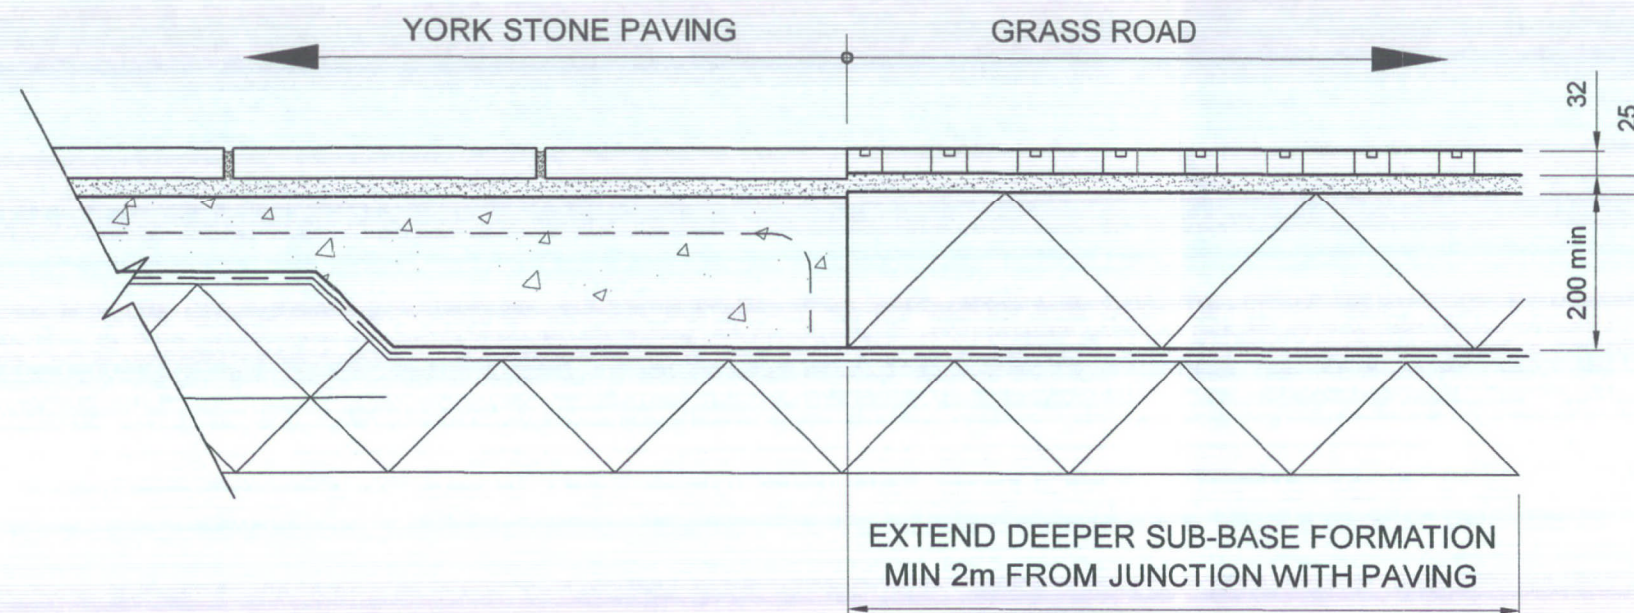 YORK STONE PAVING
GRASS ROAD
32
25
200 min
EXTEND DEEPER SUB-BASE FORMATION
MIN 2m FROM JUNCTION WITH PAVING